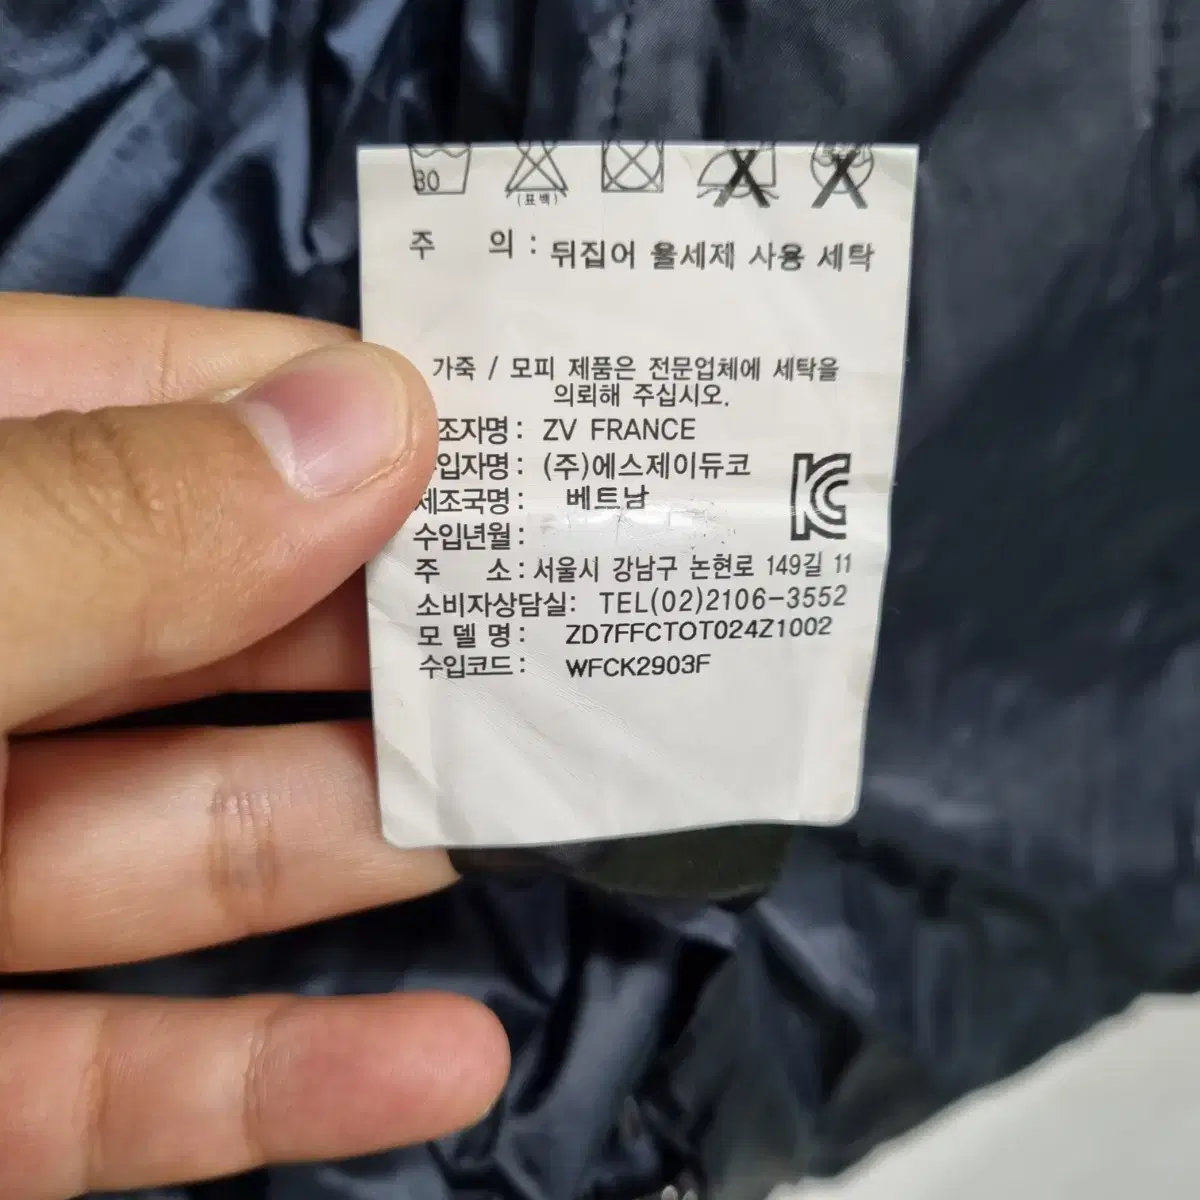 30
(표백)
주 의 : 뒤집어 울세제 사용 세탁
가죽 / 모피 제품은 전문업체에 세탁을
의뢰해 주십시오.
조자명 : ZV FRANCE
입자명 : (주)에스제이듀코
제조국명 : 베트남
수입년월 :
주 소 : 서울시 강남구 논현로 149길 11
소비자상담실: TEL(02)2106-3552
모 델 명 : ZD7FFCTOT024Z1002
수입코드 : WFCK2903F